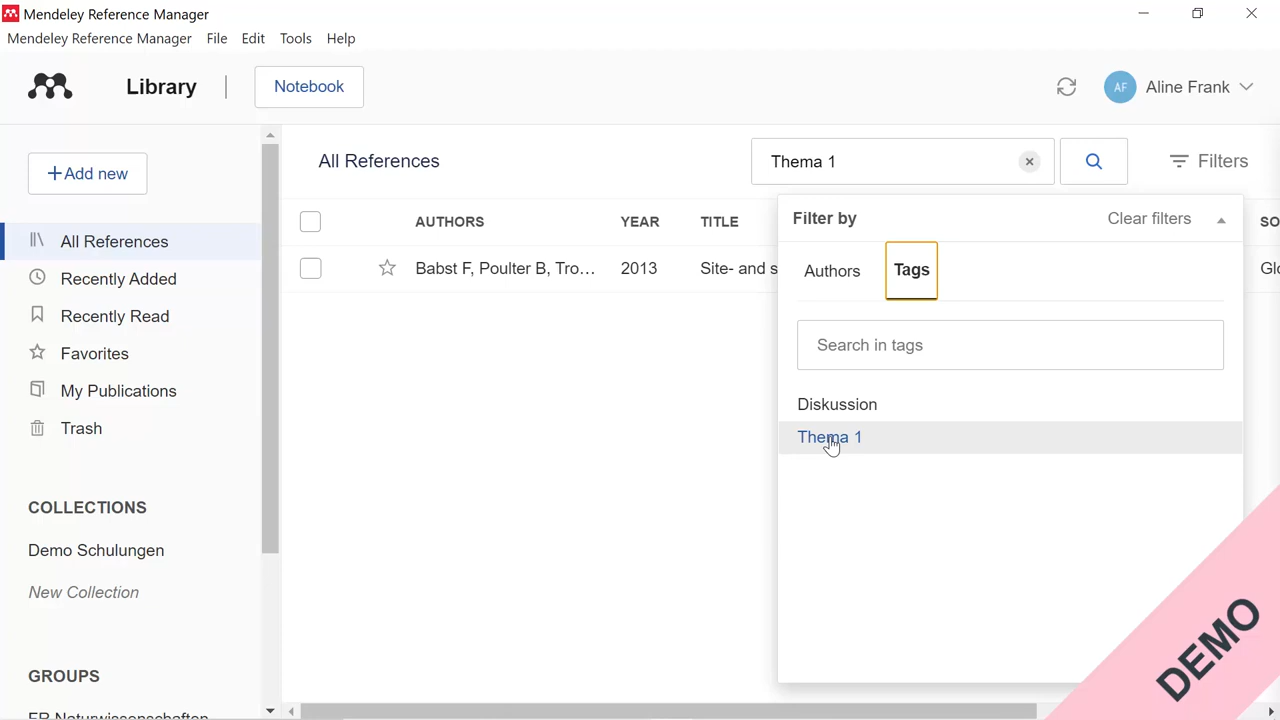 Mendeley Reference Manager
Mendeley Reference Manager File Edit Tools Help
Library | Notebook
AF Aline Frank
+Add new
All References
Recently Added
Recently Read
Favorites
My Publications
Trash
COLLECTIONS
Demo Schulungen
New Collection
GROUPS
All References
Thema 1
Filters
AUTHORS YEAR TITLE SO
Babst F, Poulter B, Tro... 2013 Site- and s Glo
Filter by Clear filters
Authors Tags
Search in tags
Diskussion
Thema 1
DEMO